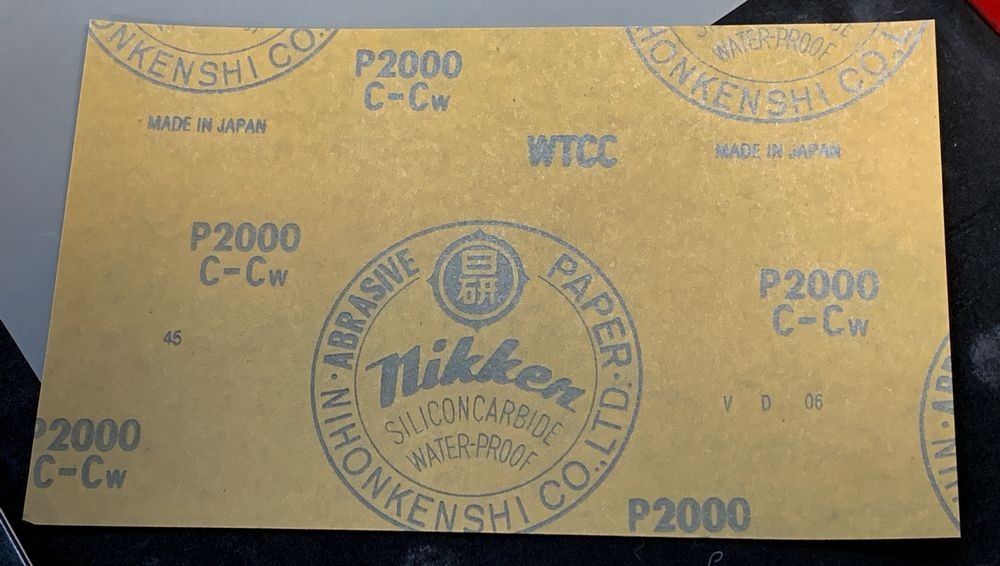 NKENSHI CO.
P2000
C-Cw
WATER-PROOF
HONKENSHI CO., L
MADE IN JAPAN
WTCC
MADE IN JAPAN
P2000
C-Cw
日研
NIHONKENSHI CO., LTD. · ABRASIVE PAPER
Nikken
SILICONCARBIDE
WATER-PROOF
P2000
C-Cw
45
V D 06
P2000
C-Cw
P2000